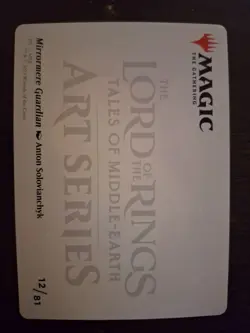 MAGIC
THE GATHERING
THE
LORD
OF THE
RINGS
TALES OF MIDDLE-EARTH
ART SERIES
Mirrormere Guardian Anton Solovianchyk
12/81